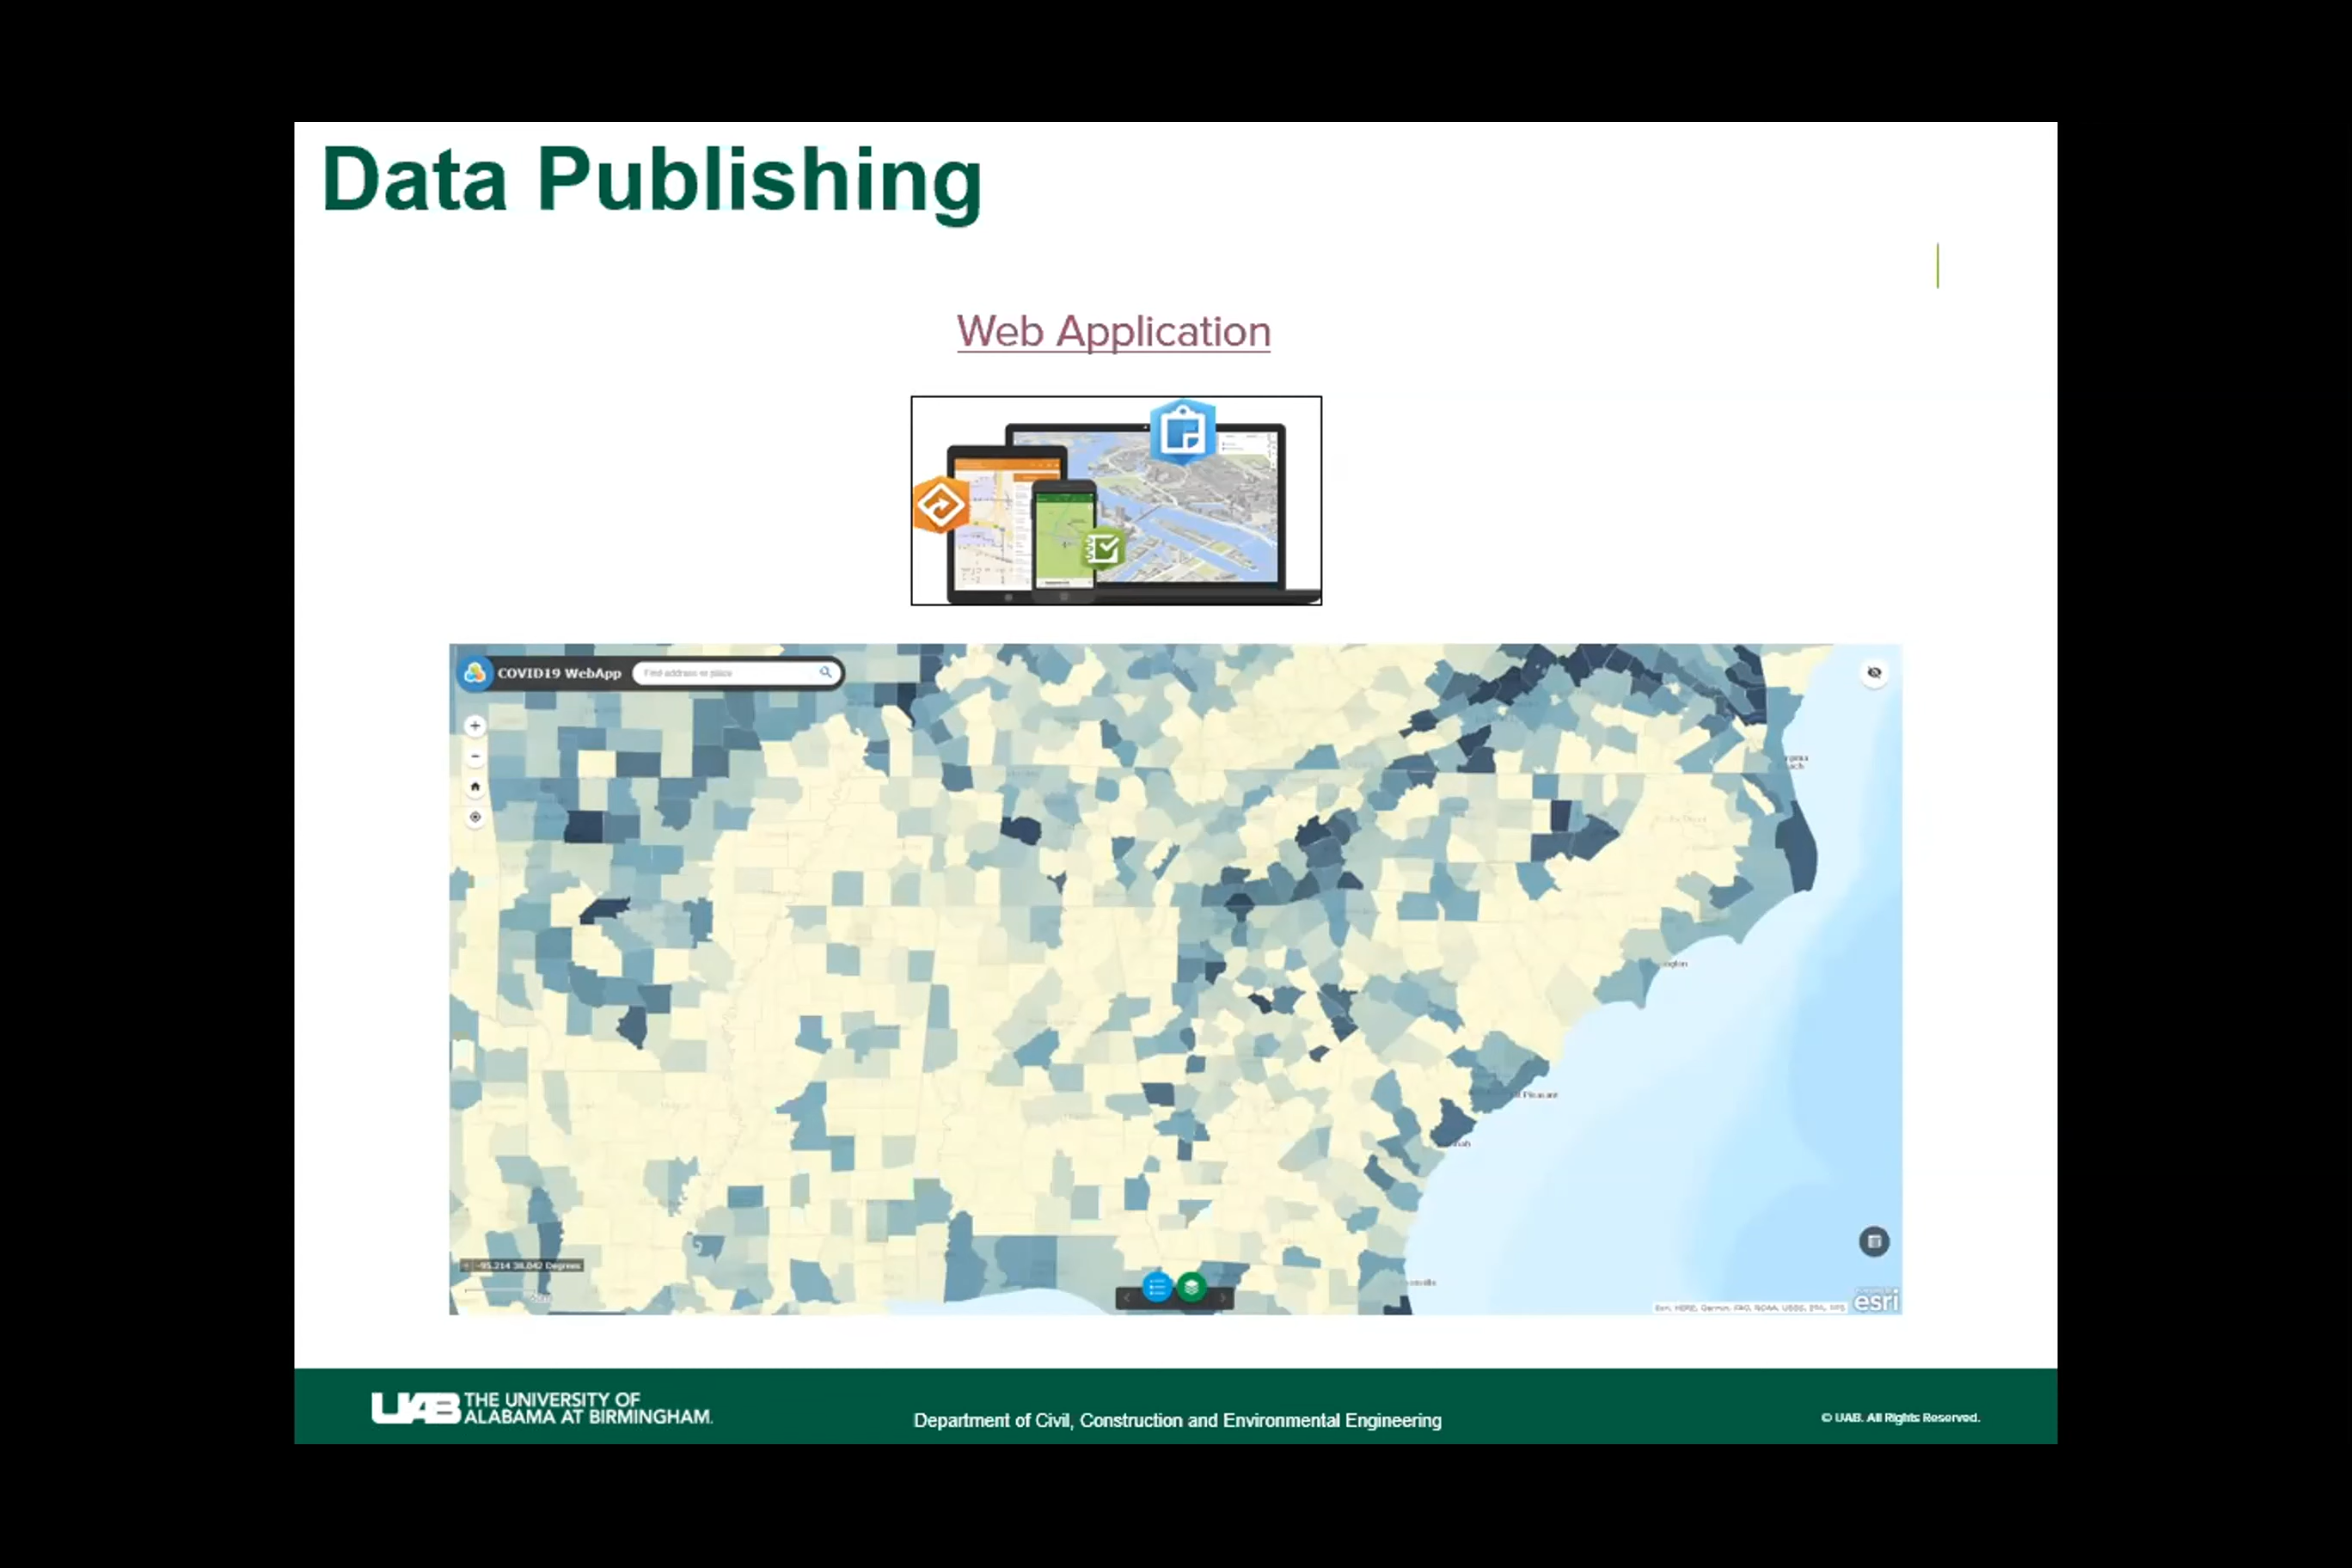 Data Publishing
Web Application
COVID19 WebApp
Find address or place
-95.214 38.042 Degrees
esri
UAB THE UNIVERSITY OF
ALABAMA AT BIRMINGHAM.
Department of Civil, Construction and Environmental Engineering
© UAB. All Rights Reserved.